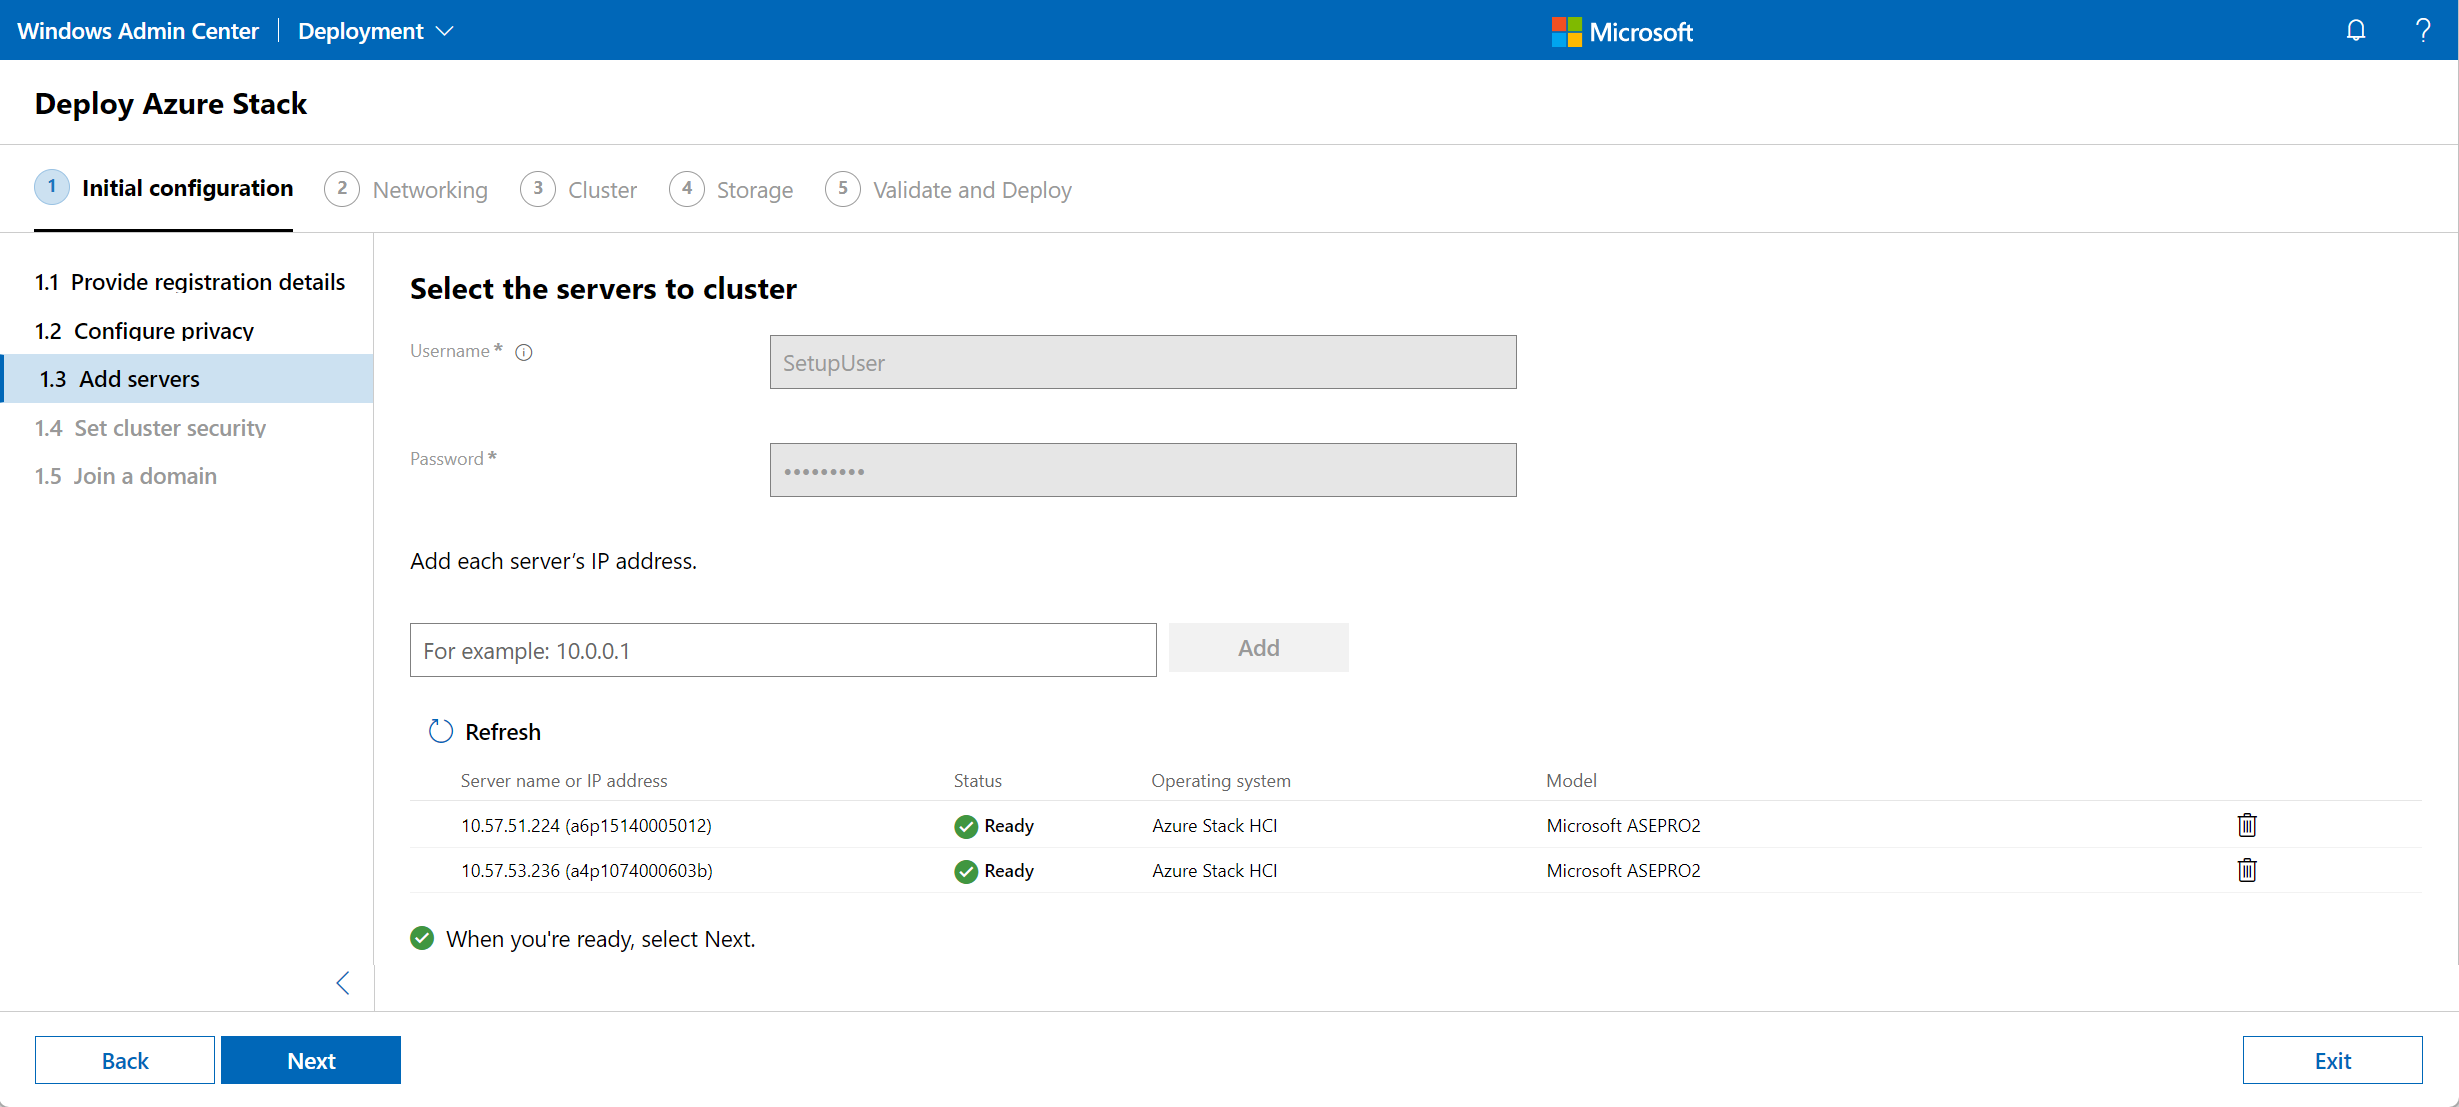 Windows Admin Center | Deployment
Microsoft
?
Deploy Azure Stack
1 Initial configuration
2 Networking
3 Cluster
4 Storage
5 Validate and Deploy
1.1 Provide registration details
1.2 Configure privacy
1.3 Add servers
1.4 Set cluster security
1.5 Join a domain
Select the servers to cluster
Username *
SetupUser
Password *
•••••••••
Add each server’s IP address.
For example: 10.0.0.1
Add
Refresh
Server name or IP address Status Operating system Model
10.57.51.224 (a6p15140005012) Ready Azure Stack HCI Microsoft ASEPRO2
10.57.53.236 (a4p1074000603b) Ready Azure Stack HCI Microsoft ASEPRO2
When you're ready, select Next.
Back
Next
Exit